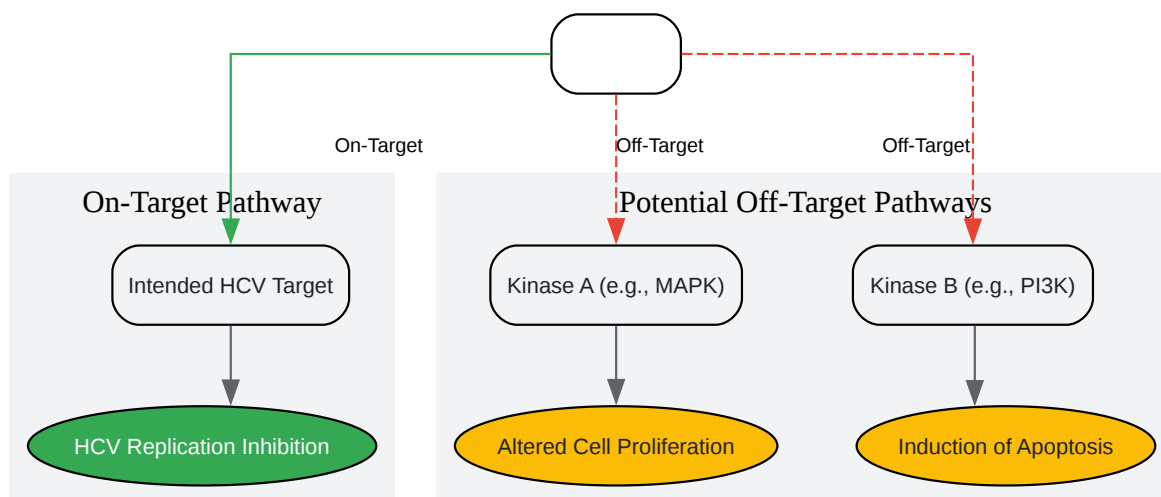 On-Target
Off-Target
Off-Target
On-Target Pathway
Potential Off-Target Pathways
Intended HCV Target
Kinase A (e.g., MAPK)
Kinase B (e.g., PI3K)
HCV Replication Inhibition
Altered Cell Proliferation
Induction of Apoptosis